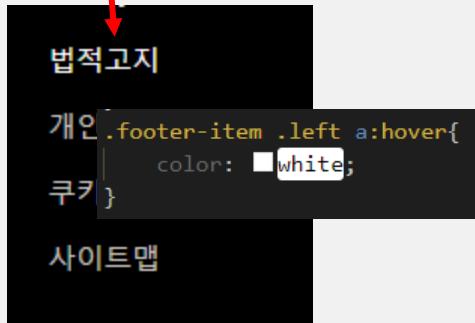 법적고지
개인
.footer-item .left a:hover{
color: white;
}
쿠키
사이트맵